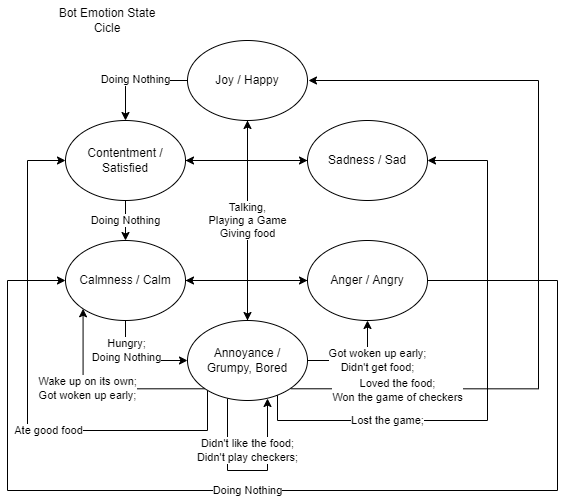 Bot Emotion State
Cicle
Joy / Happy
Doing Nothing
Contentment /
Satisfied
Sadness / Sad
Doing Nothing
Talking,
Playing a Game
Giving food
Calmness / Calm
Anger / Angry
Hungry;
Doing Nothing
Annoyance /
Grumpy, Bored
Got woken up early;
Didn't get food;
Wake up on its own;
Got woken up early;
Loved the food;
Won the game of checkers
Lost the game;
Ate good food
Didn't like the food;
Didn't play checkers;
Doing Nothing